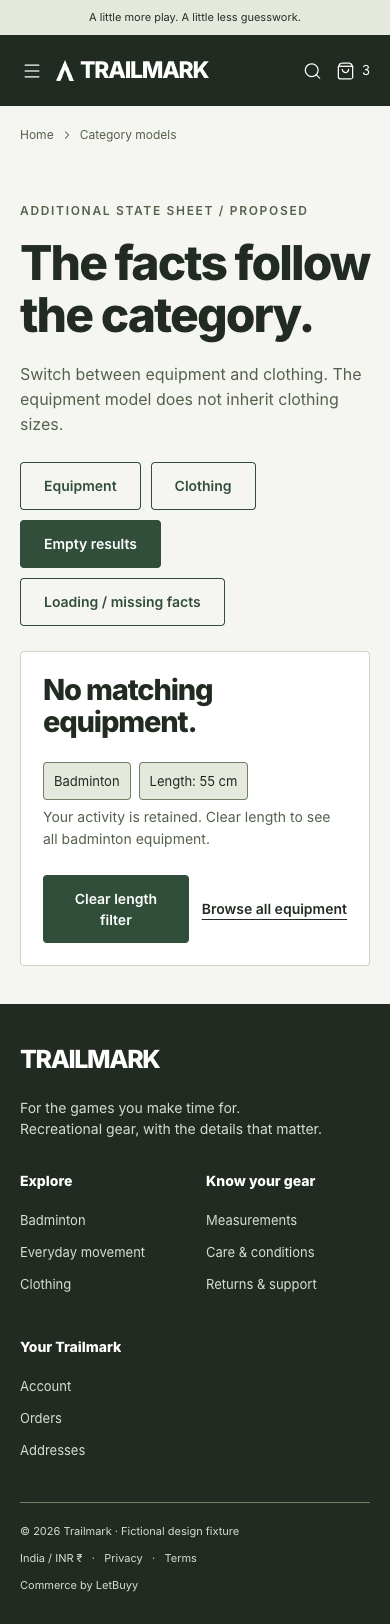 A little more play. A little less guesswork.
TRAILMARK
3
Home
Category models
ADDITIONAL STATE SHEET / PROPOSED
The facts follow
the category.
Switch between equipment and clothing. The
equipment model does not inherit clothing
sizes.
Equipment
Clothing
Empty results
Loading / missing facts
No matching
equipment.
Badminton
Length: 55 cm
Your activity is retained. Clear length to see
all badminton equipment.
Clear length
filter
Browse all equipment
TRAILMARK
For the games you make time for.
Recreational gear, with the details that matter.
Explore
Badminton
Everyday movement
Clothing
Know your gear
Measurements
Care & conditions
Returns & support
Your Trailmark
Account
Orders
Addresses
© 2026 Trailmark · Fictional design fixture
India / INR ₹ · Privacy · Terms
Commerce by LetBuyy